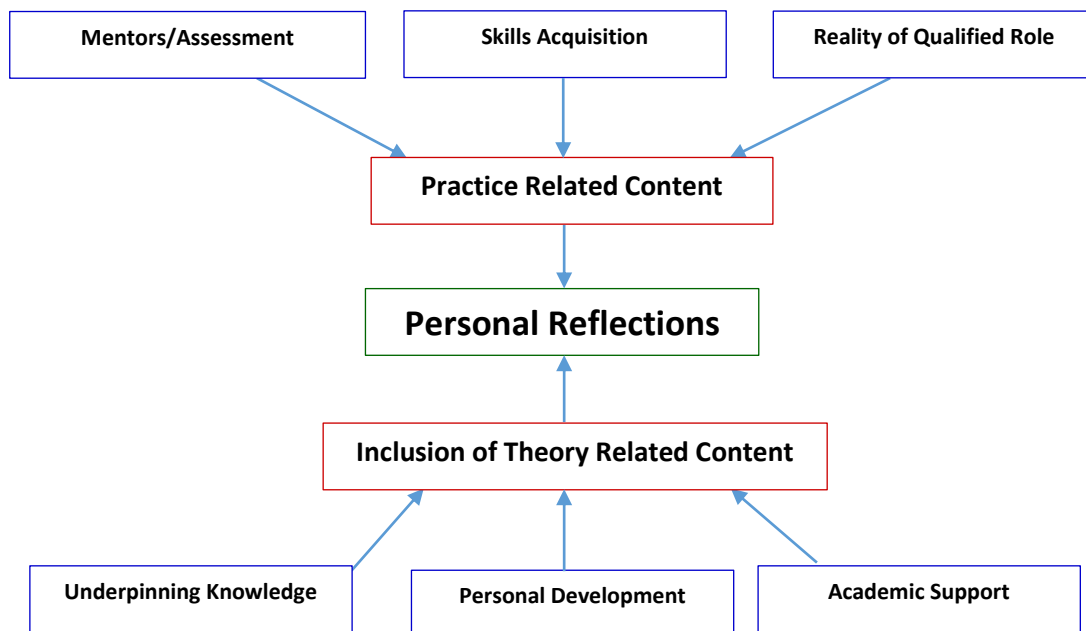 Mentors/Assessment
Skills Acquisition
Reality of Qualified Role
Practice Related Content
Personal Reflections
Inclusion of Theory Related Content
Underpinning Knowledge
Personal Development
Academic Support